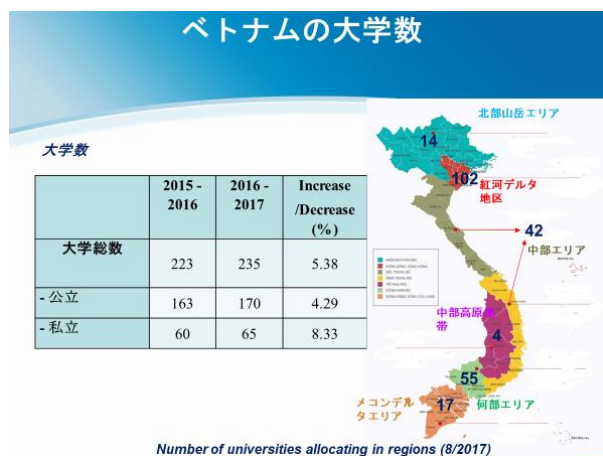 ベトナムの大学数
大学数
2015 - 2016
2016 - 2017
Increase /Decrease (%)
大学総数 223 235 5.38
- 公立 163 170 4.29
- 私立 60 65 8.33
北部山岳エリア
14
102
紅河デルタ
地区
42
中部エリア
中部高原
帯
4
55
何部エリア
17
メコンデル
タエリア
Number of universities allocating in regions (8/2017)